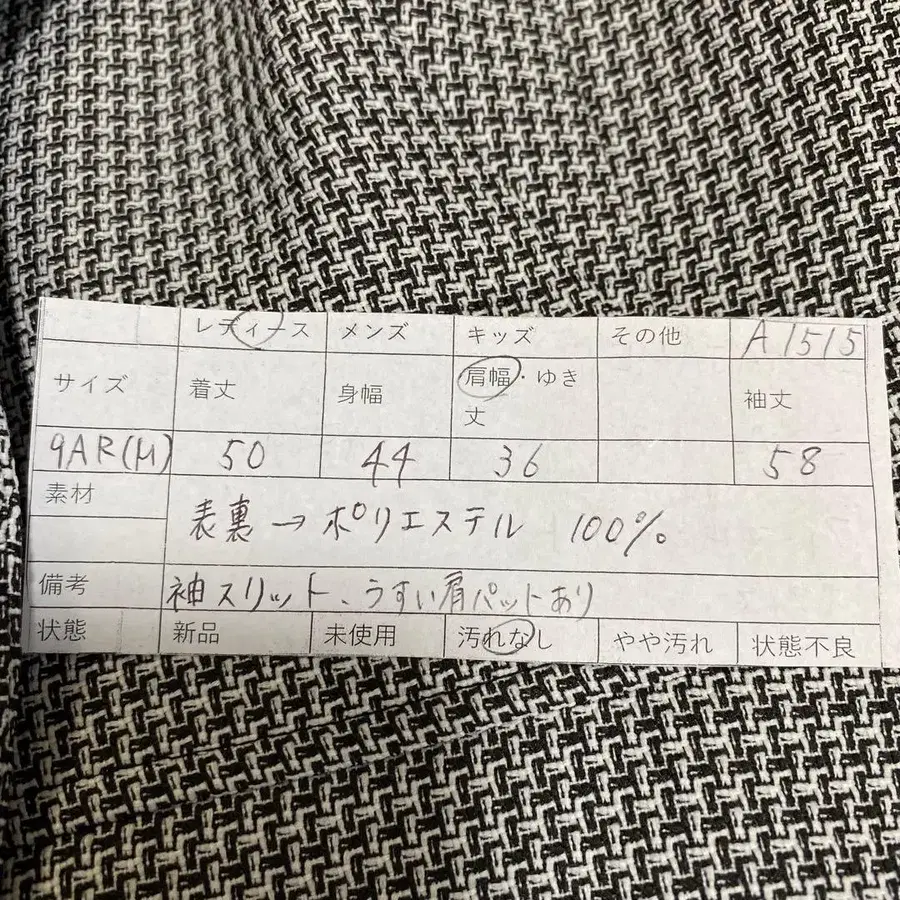 レディース メンズ キッズ その他 A1515
サイズ 着丈 身幅 肩幅・ゆき丈 袖丈
9AR(M) 50 44 36 58
素材 表裏→ポリエステル 100%
備考 袖スリット、うすい肩パットあり
状態 新品 未使用 汚れなし やや汚れ 状態不良